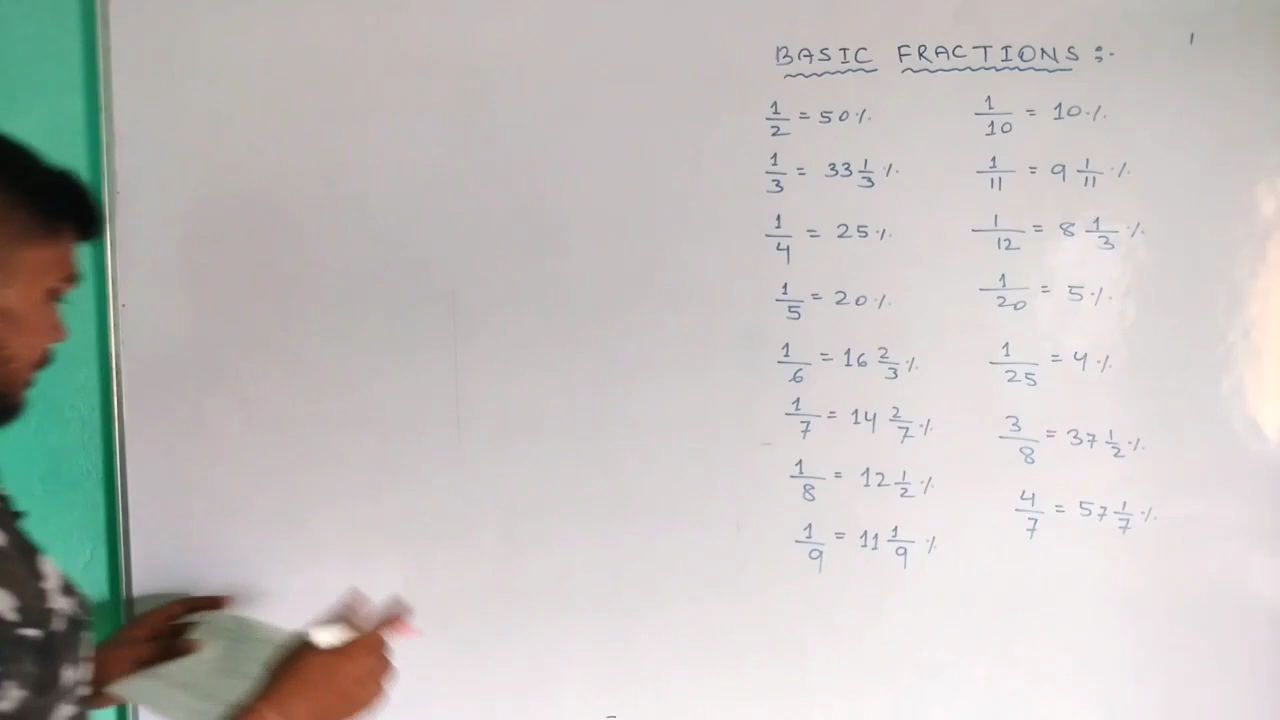 BASIC FRACTIONS :-
1/2 = 50%
1/3 = 33 1/3 %
1/4 = 25%
1/5 = 20%
1/6 = 16 2/3 %
1/7 = 14 2/7 %
1/8 = 12 1/2 %
1/9 = 11 1/9 %
1/10 = 10%
1/11 = 9 1/11 %
1/12 = 8 1/3 %
1/20 = 5%
1/25 = 4%
3/8 = 37 1/2 %
4/7 = 57 1/7 %